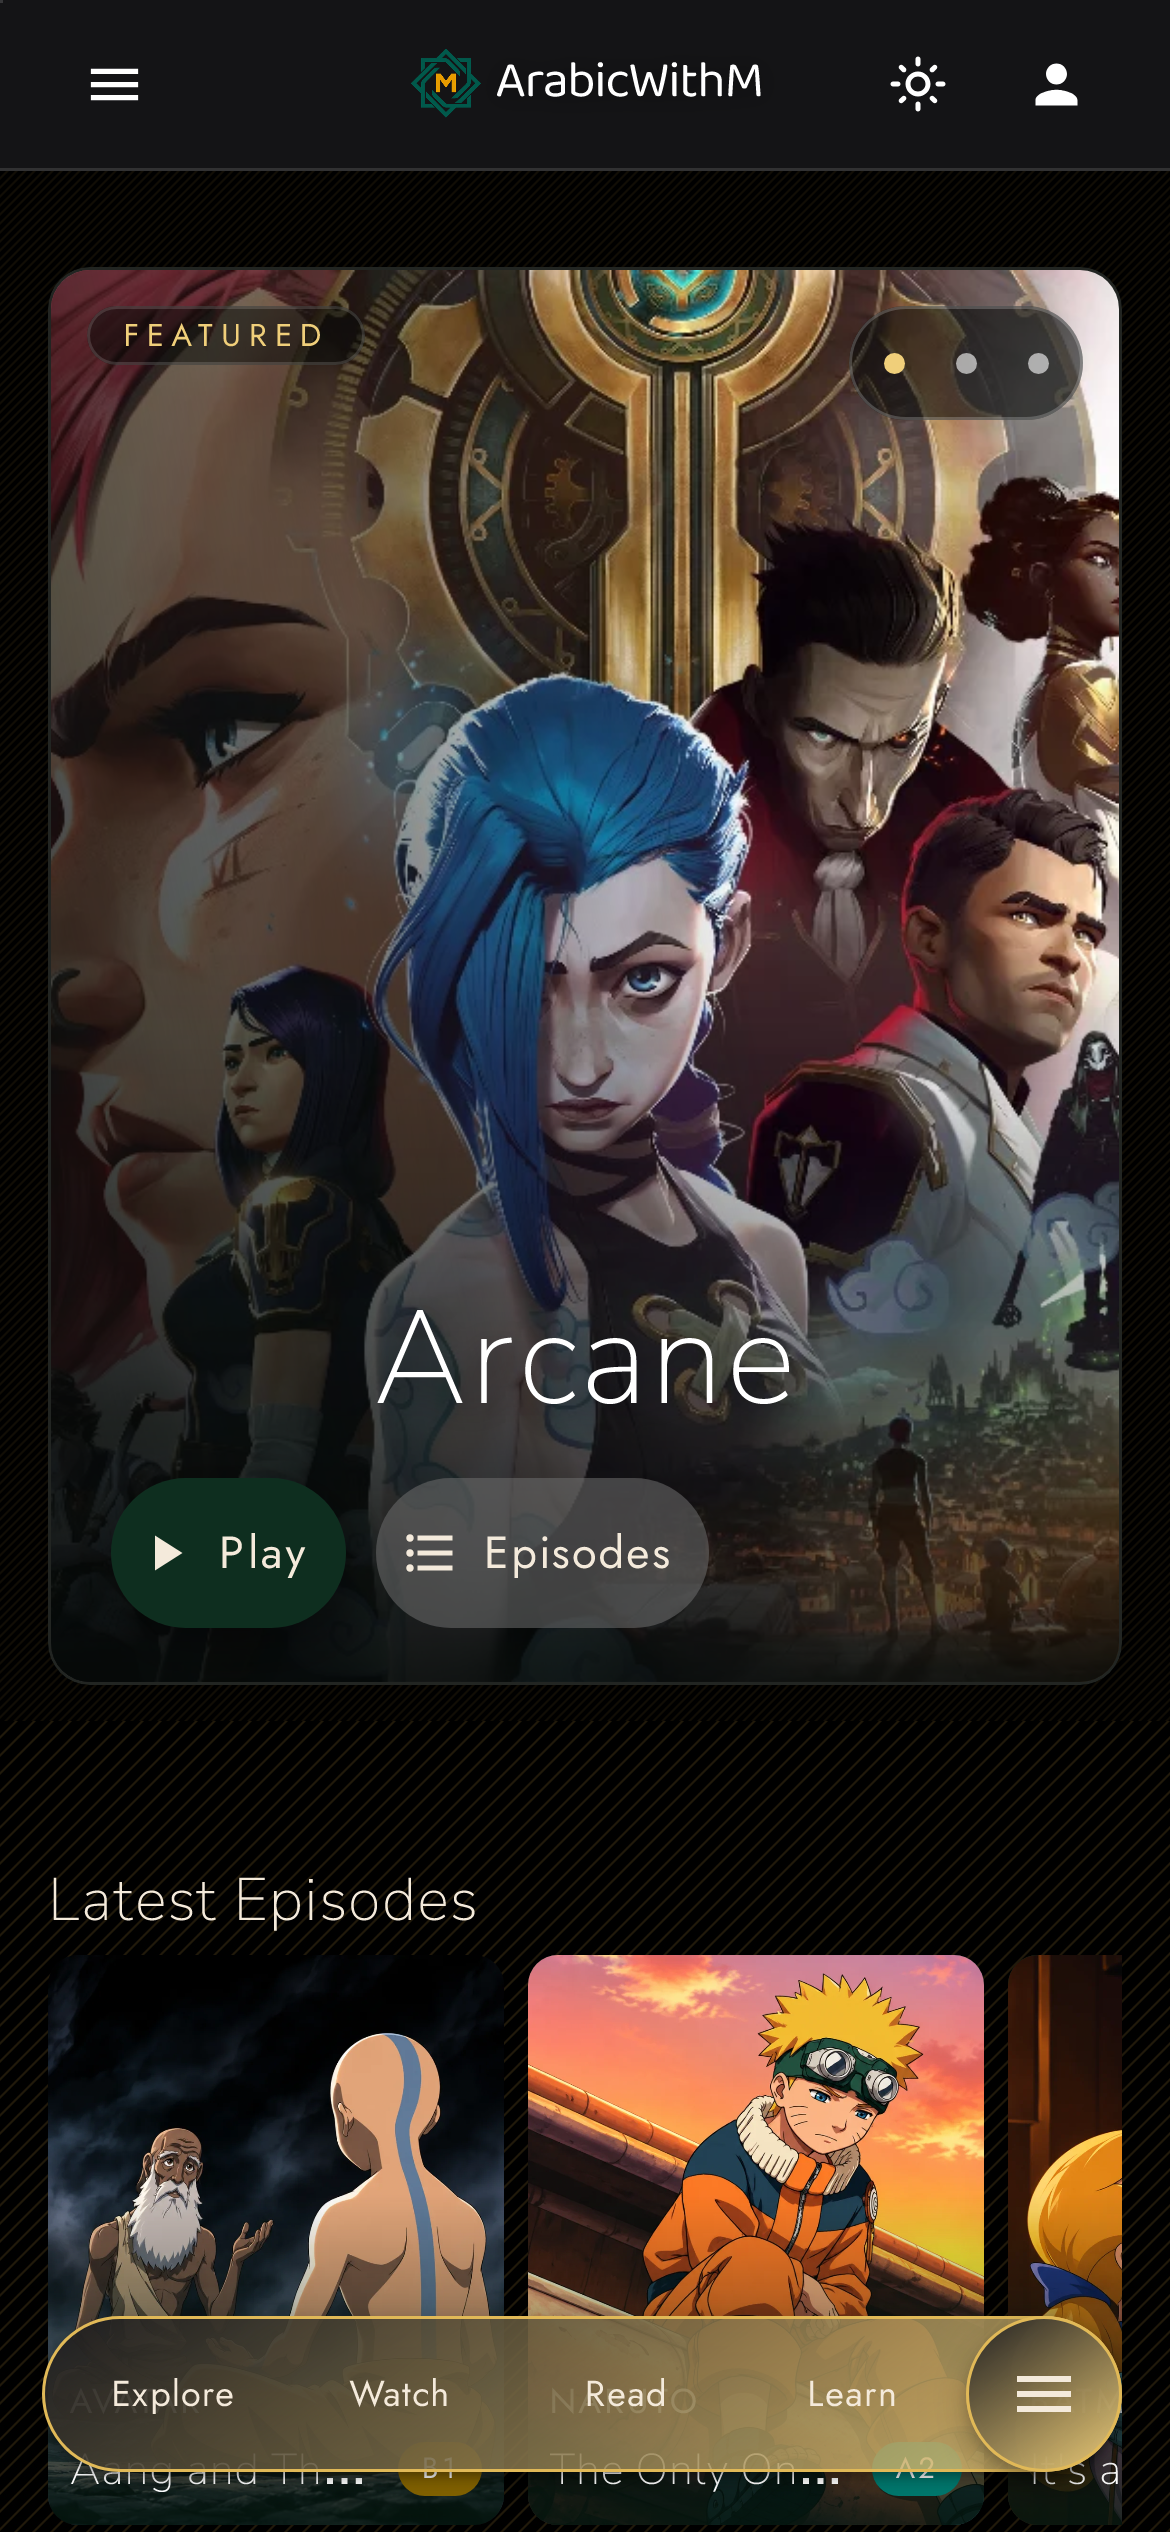 M ArabicWithM
FEATURED
Arcane
Play Episodes
Latest Episodes
Explore Watch Read Learn
Aang and Th... B1 The Only On... A2 It's a